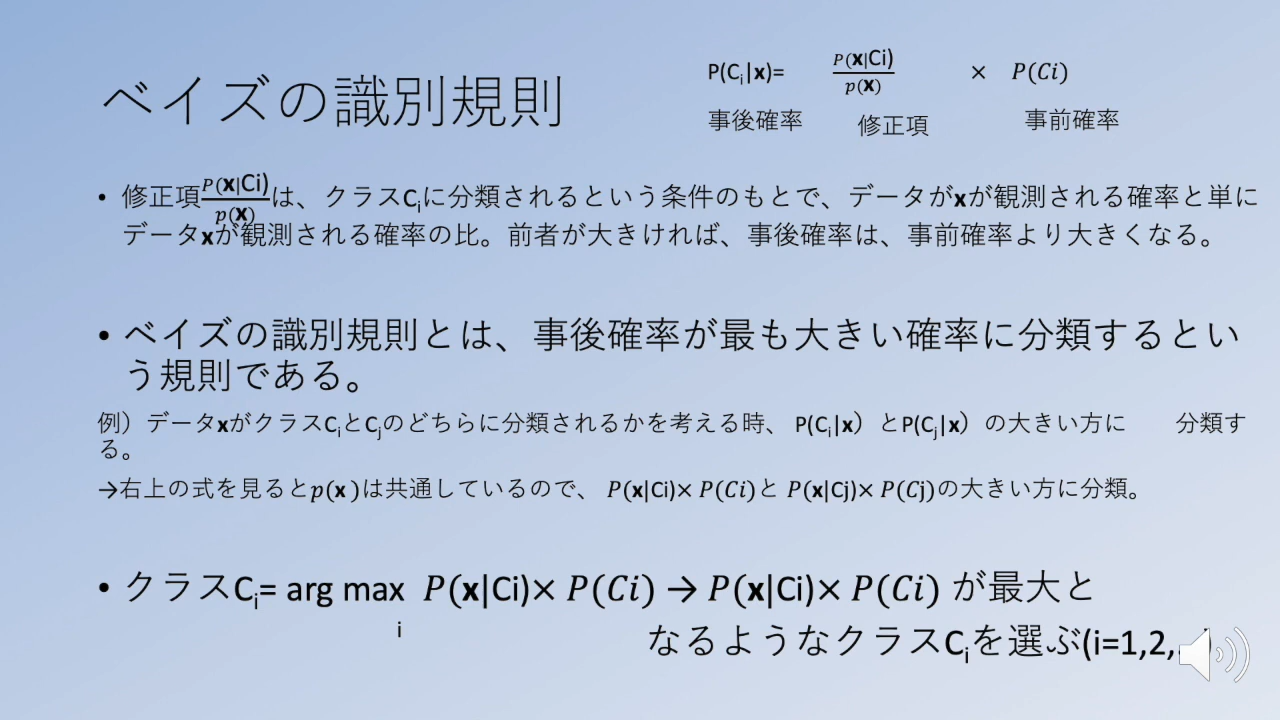 ベイズの識別規則
P(Ci|x)= P(x|Ci)/p(x) × P(Ci)
事後確率 修正項 事前確率
• 修正項P(x|Ci)/p(x)は、クラスCiに分類されるという条件のもとで、データがxが観測される確率と単に
データxが観測される確率の比。前者が大きければ、事後確率は、事前確率より大きくなる。
• ベイズの識別規則とは、事後確率が最も大きい確率に分類するとい
う規則である。
例）データxがクラスCiとCjのどちらに分類されるかを考える時、 P(Ci|x）とP(Cj|x）の大きい方に 分類す
る。
→右上の式を見るとp(x )は共通しているので、 P(x|Ci)× P(Ci)と P(x|Cj)× P(Cj)の大きい方に分類。
• クラスCi= arg max P(x|Ci)× P(Ci) → P(x|Ci)× P(Ci) が最大と
i
なるようなクラスCiを選ぶ(i=1,2,